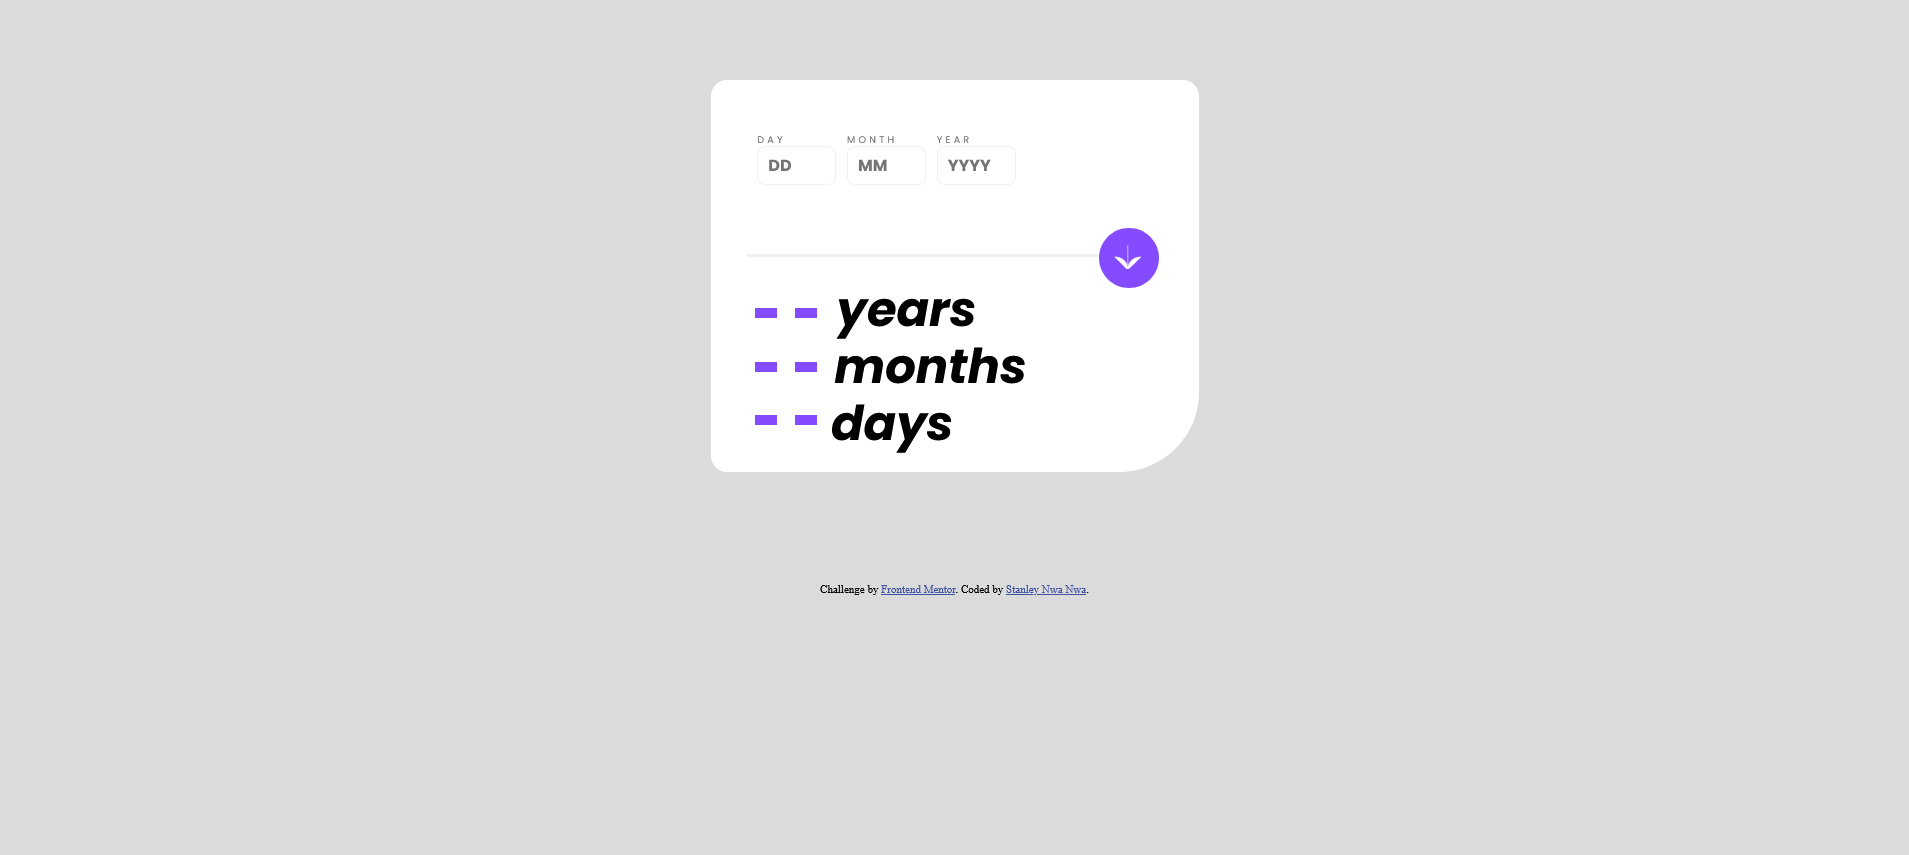 DAY MONTH YEAR
DD MM YYYY
-- years
-- months
-- days
Challenge by Frontend Mentor. Coded by Stanley Nwa Nwa.